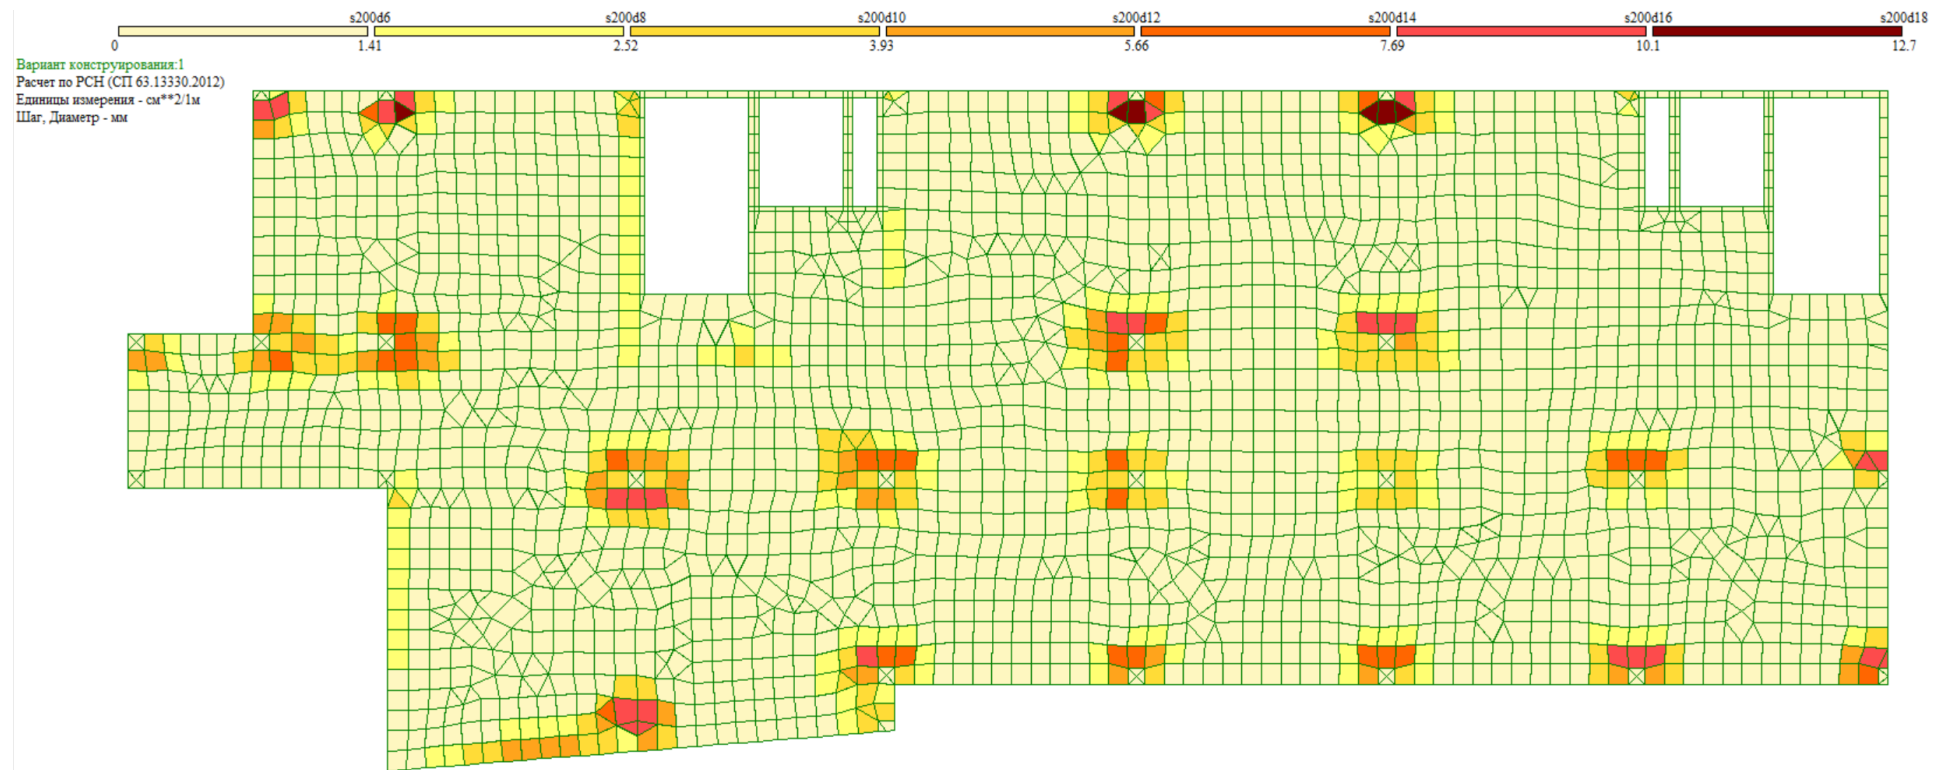 s200d6 s200d8 s200d10 s200d12 s200d14 s200d16 s200d18
0 1.41 2.52 3.93 5.66 7.69 10.1 12.7
Вариант конструирования:1
Расчет по РСН (СП 63.13330.2012)
Единицы измерения - см**2/1м
Шаг, Диаметр - мм